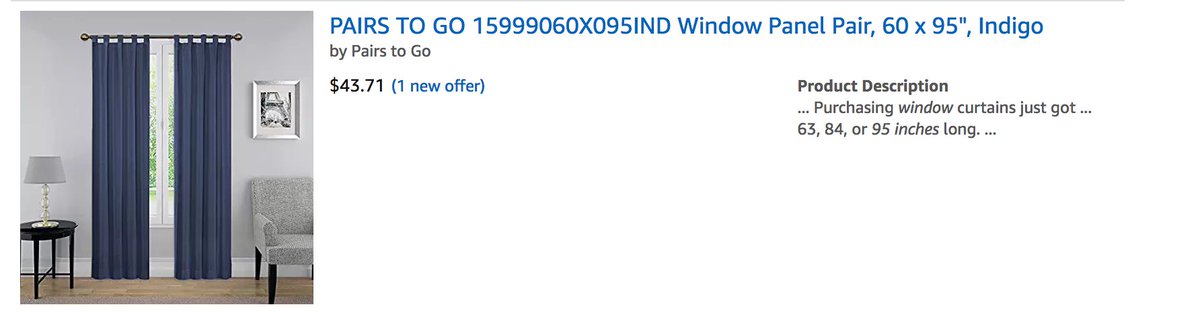 PAIRS TO GO 15999060X095IND Window Panel Pair, 60 x 95", Indigo
by Pairs to Go
$43.71 (1 new offer)
Product Description
... Purchasing window curtains just got ...
63, 84, or 95 inches long. ...